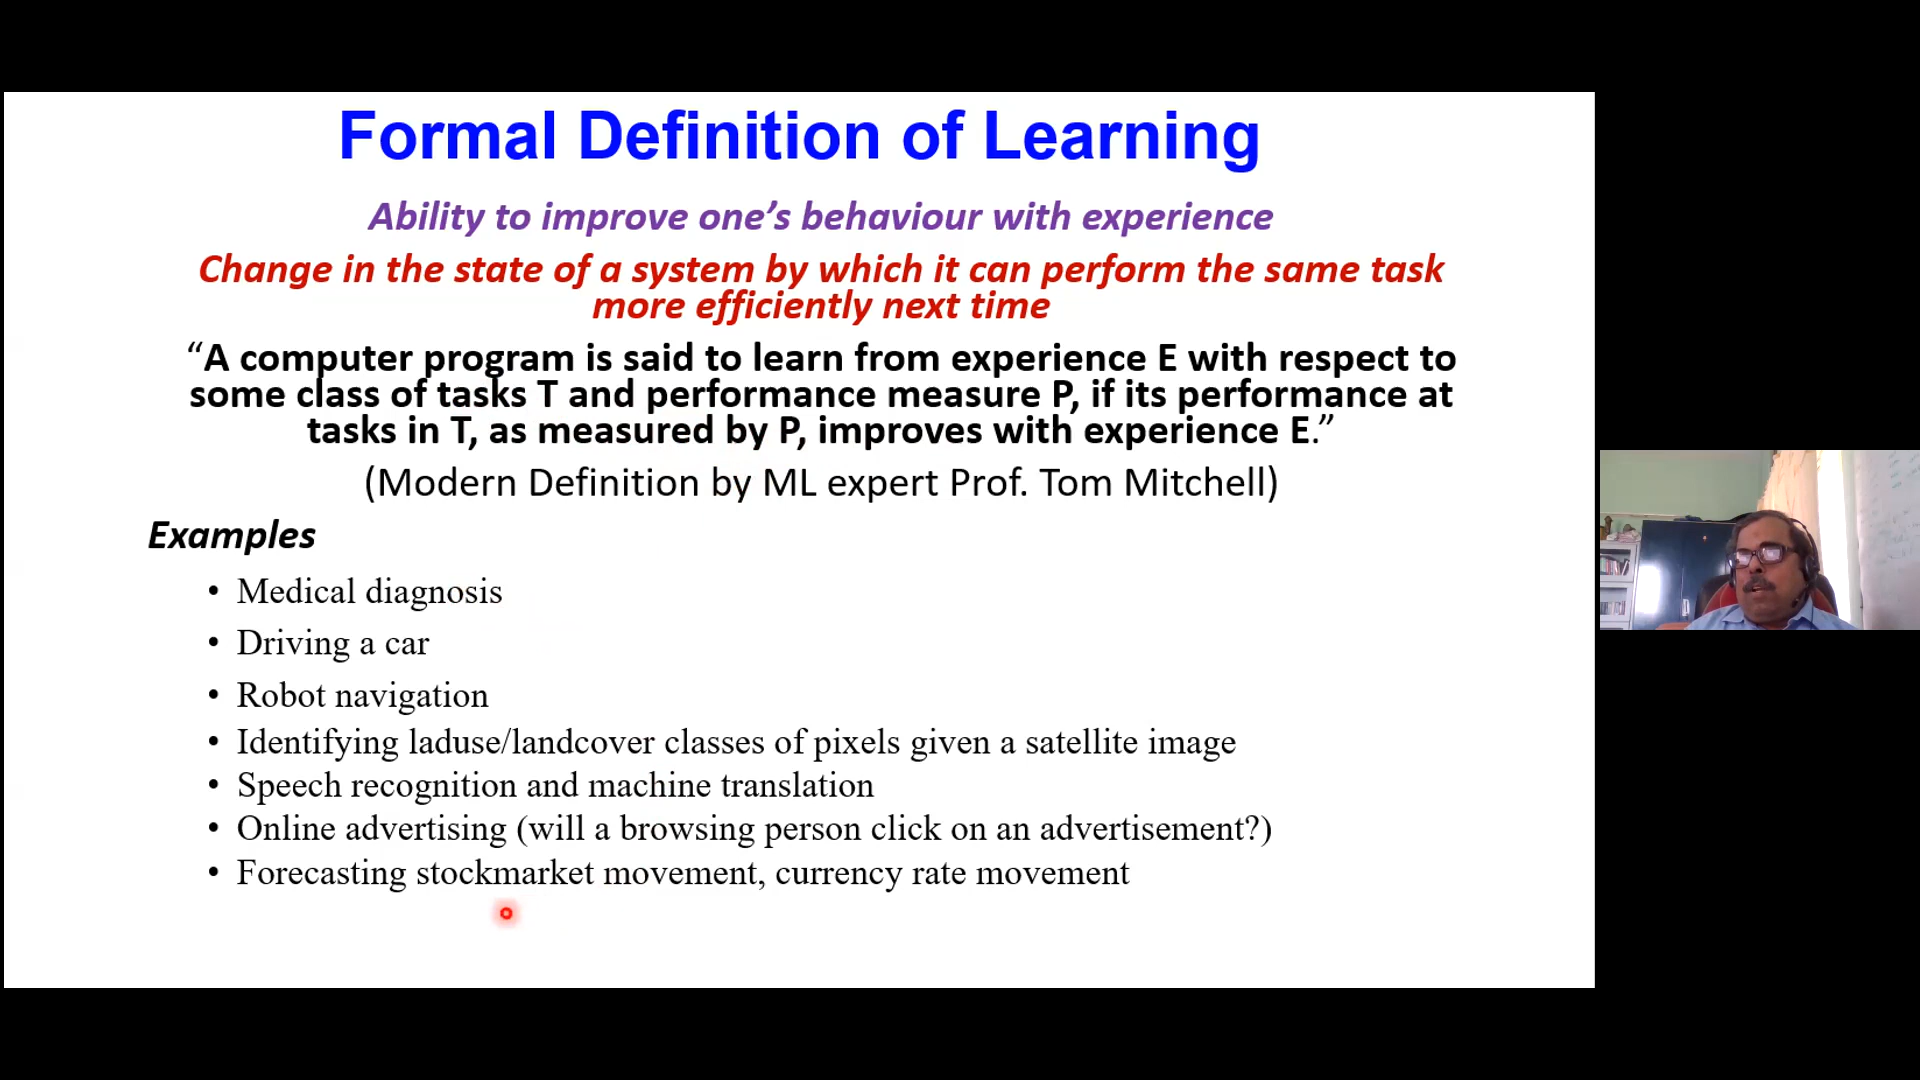 Formal Definition of Learning
Ability to improve one’s behaviour with experience
Change in the state of a system by which it can perform the same task
more efficiently next time
“A computer program is said to learn from experience E with respect to
some class of tasks T and performance measure P, if its performance at
tasks in T, as measured by P, improves with experience E.”
(Modern Definition by ML expert Prof. Tom Mitchell)
Examples
• Medical diagnosis
• Driving a car
• Robot navigation
• Identifying laduse/landcover classes of pixels given a satellite image
• Speech recognition and machine translation
• Online advertising (will a browsing person click on an advertisement?)
• Forecasting stockmarket movement, currency rate movement